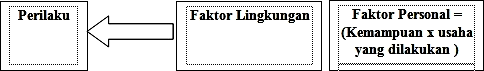 Perilaku
Faktor Lingkungan
Faktor Personal =
(Kemampuan x usaha
yang dilakukan )